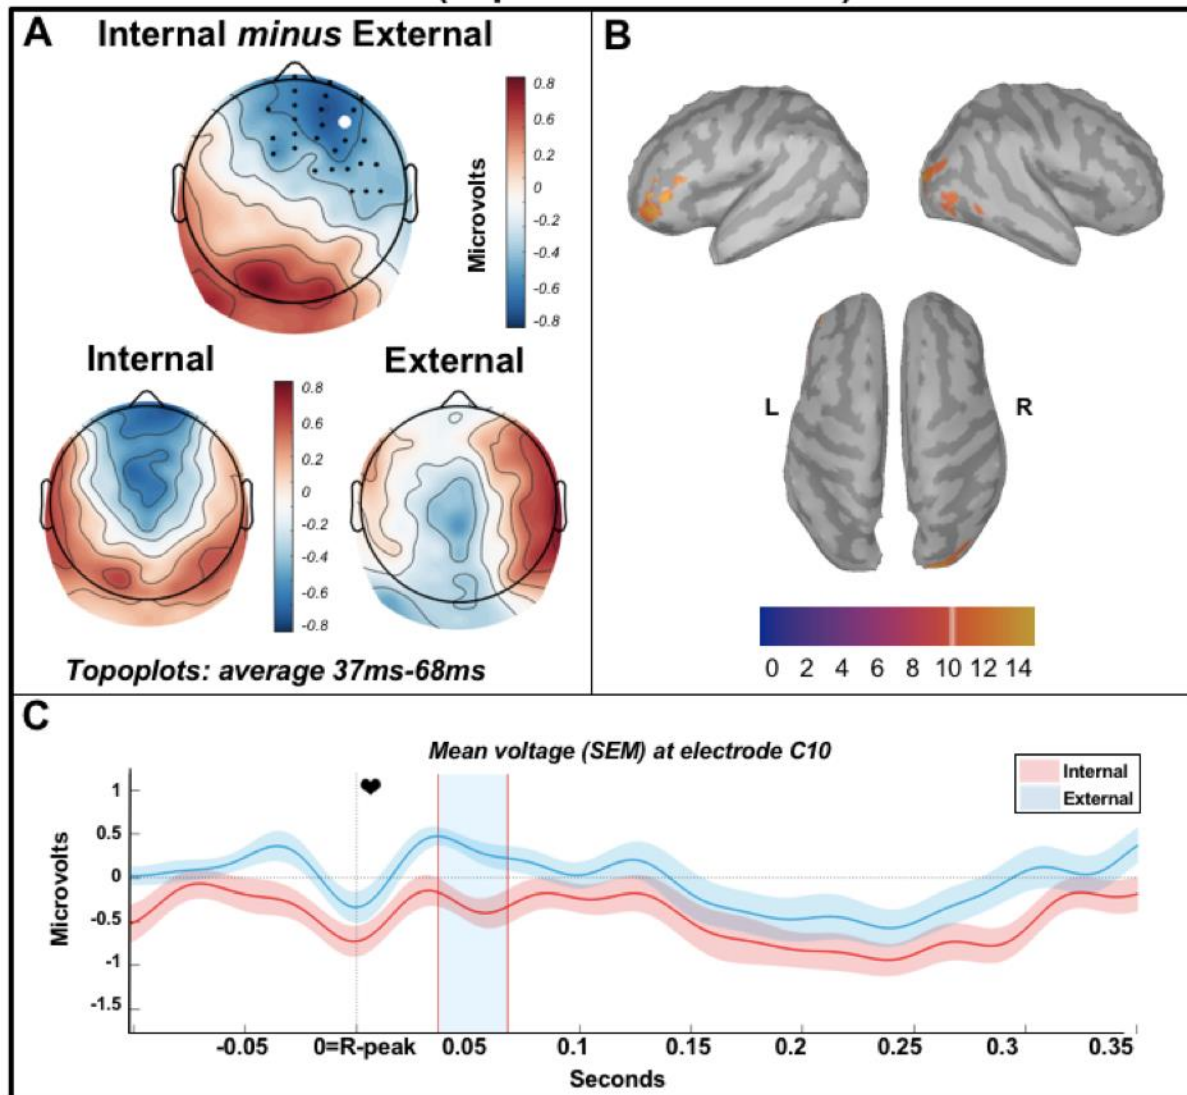 A
Internal minus External
Microvolts
0.8
0.6
0.2
0
-0.2
-0.4
-0.6
-0.8
Internal
External
0.8
0.6
0.2
0
-0.2
-0.4
-0.6
-0.8
Topoplots: average 37ms-68ms
B
L
R
0 2 4 6 8 10 12 14
C
Mean voltage (SEM) at electrode C10
Internal
External
Microvolts
1
0.5
0
-0.5
-1
-1.5
-0.05 0=R-peak 0.05 0.1 0.15 0.2 0.25 0.3 0.35
Seconds